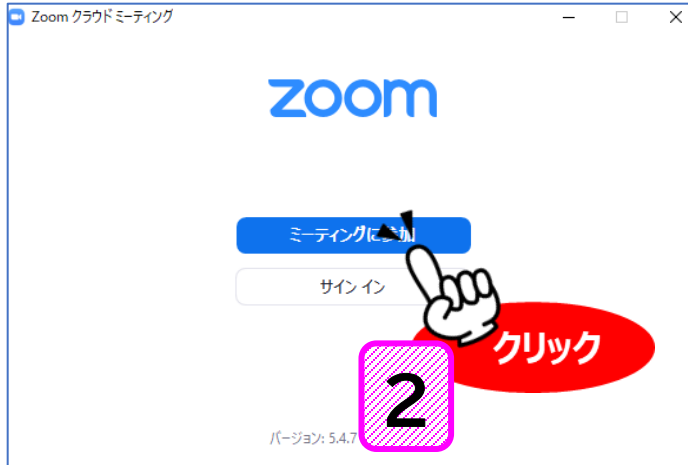 Zoom クラウド ミーティング
zoom
ミーティングに参加
サイン イン
クリック
2
バージョン: 5.4.7